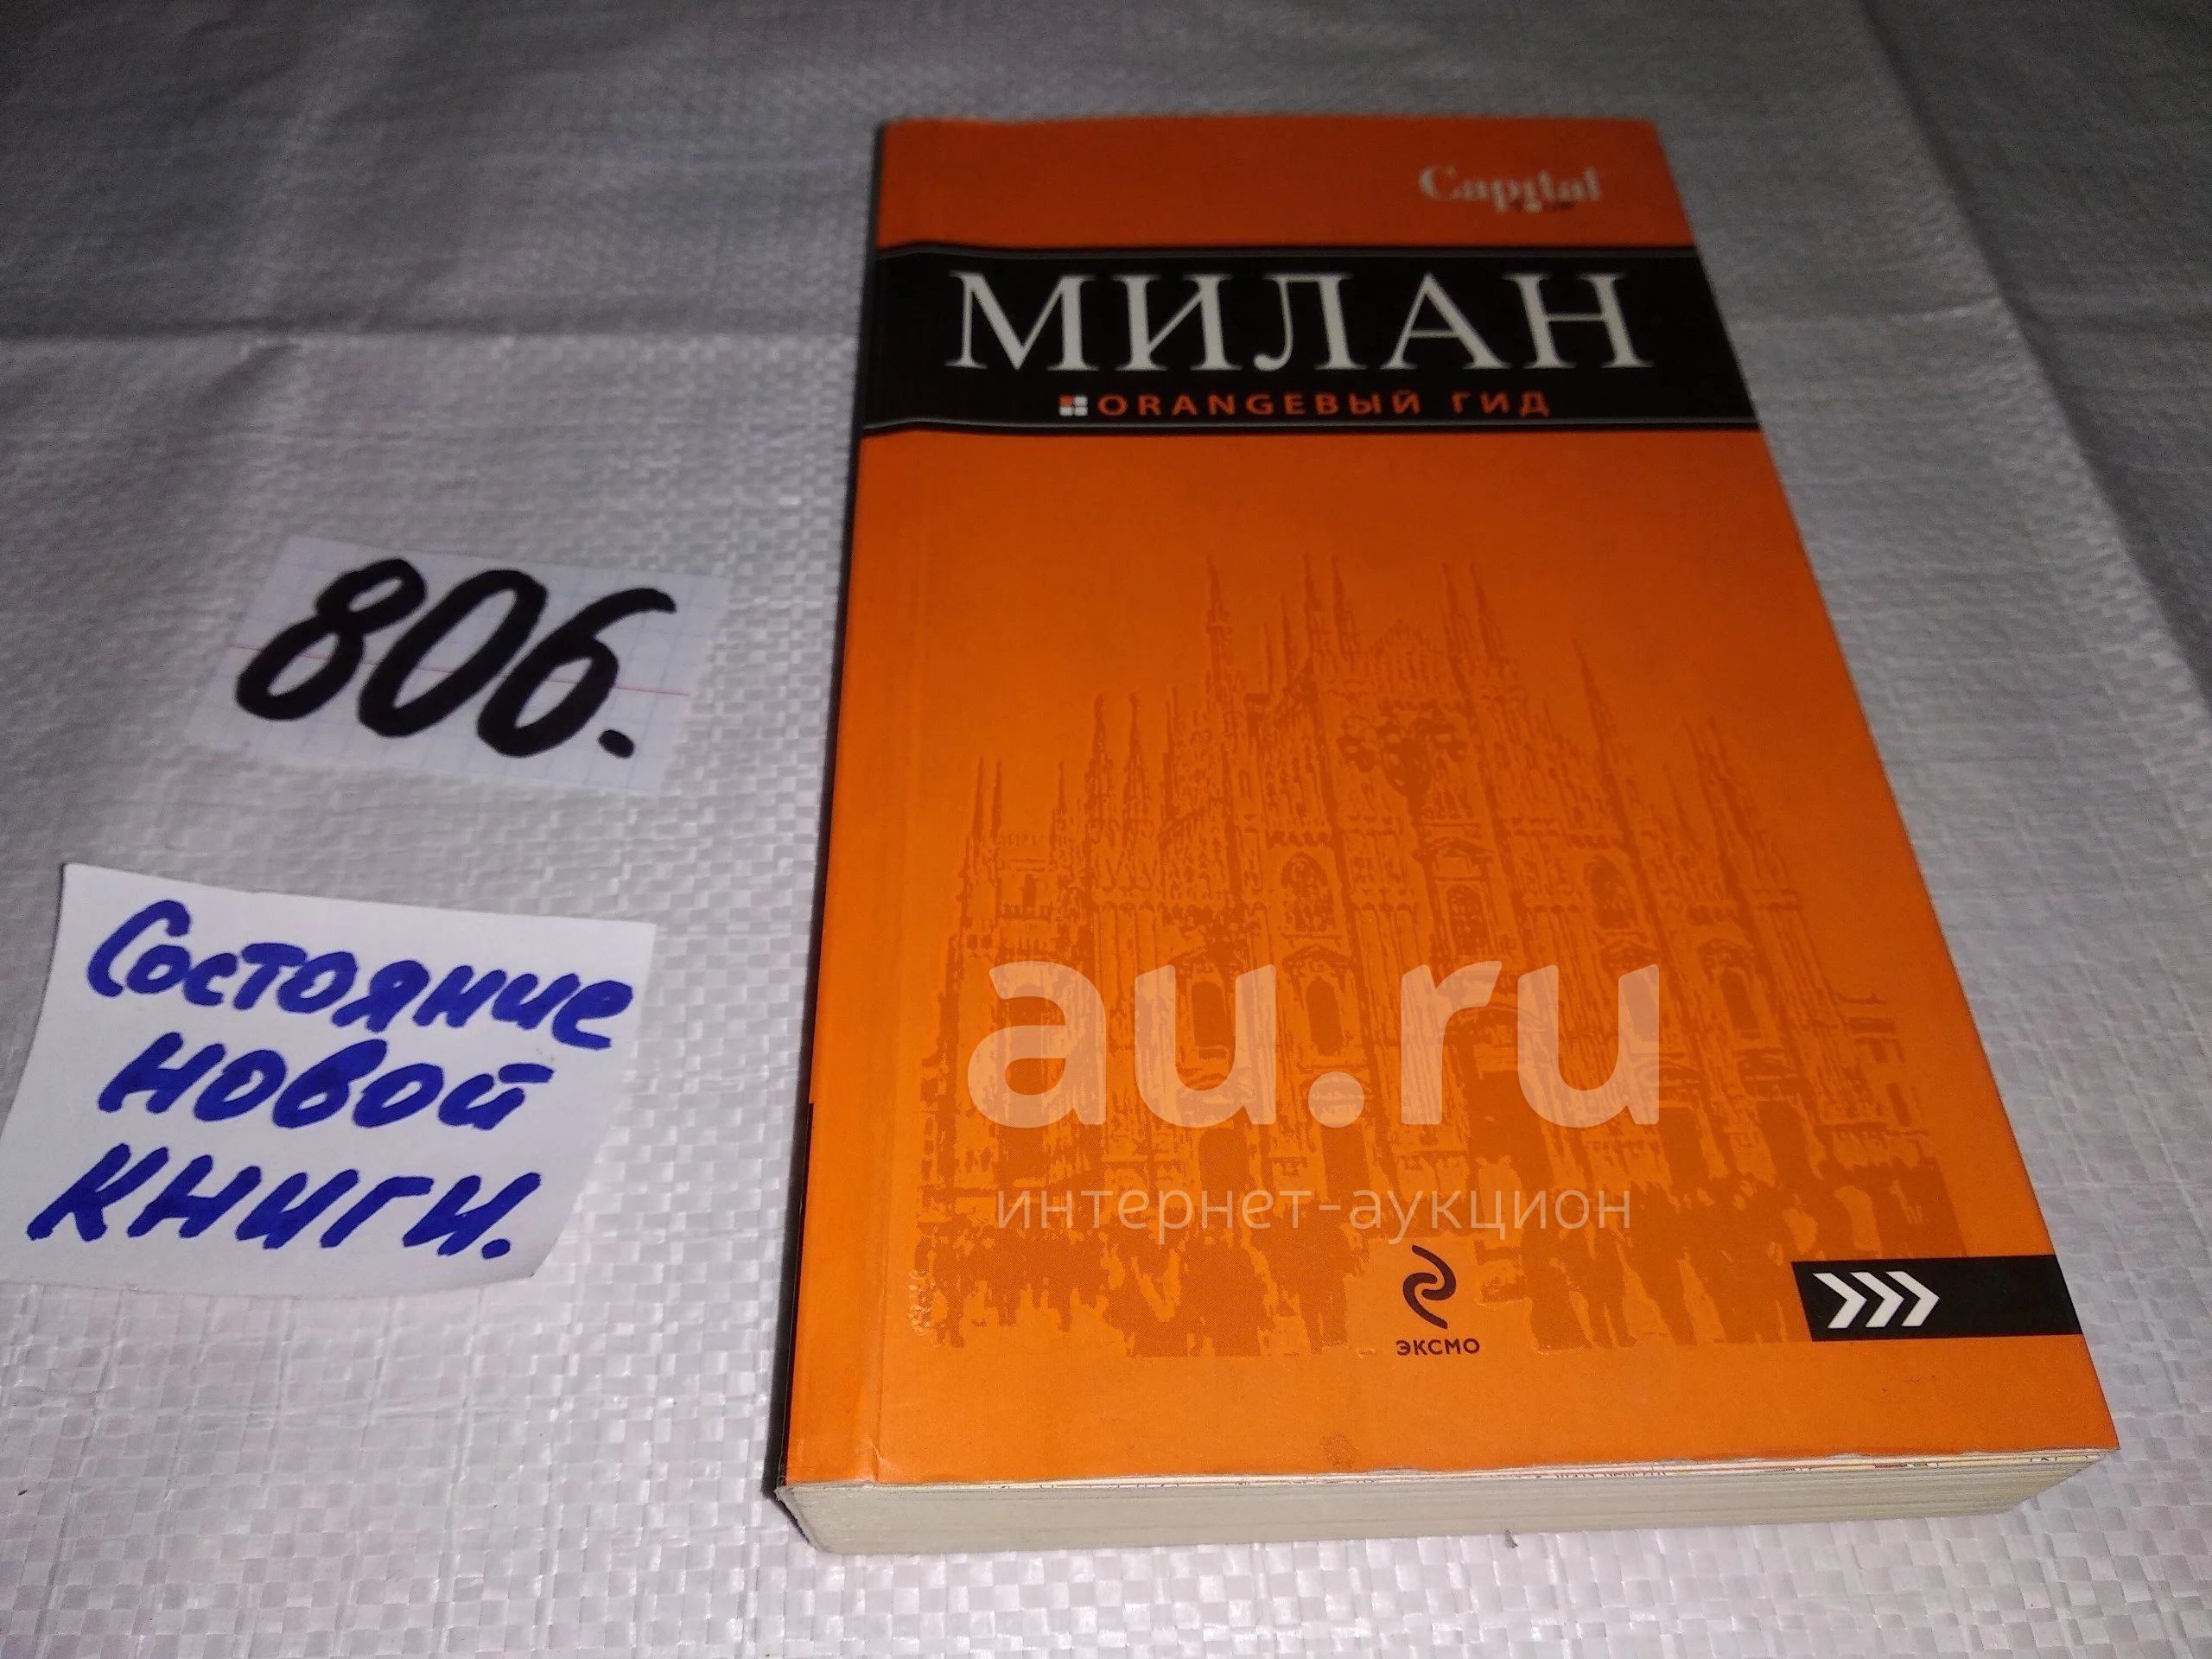 Capital
МИЛАН
ORANGEВЫЙ ГИД
806.
Состояние
новой
книги.
au.ru
интернет-аукцион
эксмо